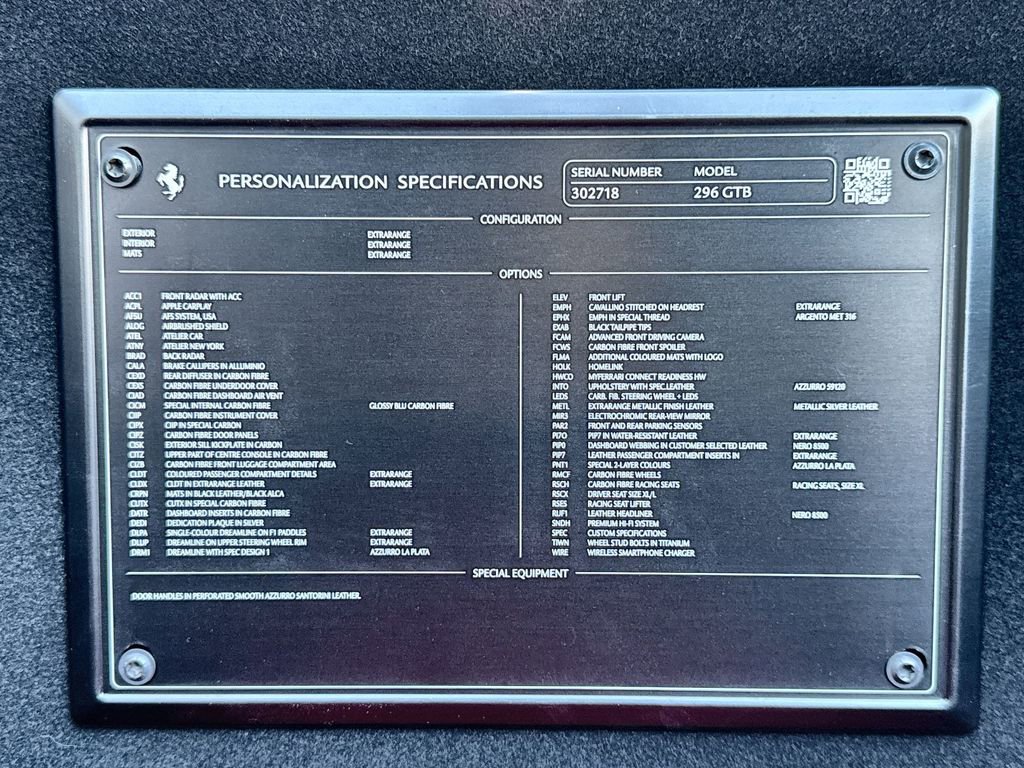 PERSONALIZATION SPECIFICATIONS
SERIAL NUMBER MODEL
302718 296 GTB
CONFIGURATION
EXTERIOR EXTRARANGE
INTERIOR EXTRARANGE
MATS EXTRARANGE
OPTIONS
ACC1 FRONT RADAR WITH ACC
ACPL APPLE CARPLAY
AFSU AFS SYSTEM, USA
ALOG AIRBRUSHED SHIELD
ATEL ATELIER CAR
ATNY ATELIER NEW YORK
BRAD BACK RADAR
CALA BRAKE CALLIPERS IN ALLUMINIO
CEXD REAR DIFFUSER IN CARBON FIBRE
CEXS CARBON FIBRE UNDERDOOR COVER
CIAD CARBON FIBRE DASHBOARD AIR VENT
CICM SPECIAL INTERNAL CARBON FIBRE GLOSSY BLU CARBON FIBRE
CIIP CARBON FIBRE INSTRUMENT COVER
CIPX CIIP IN SPECIAL CARBON
CIPZ CARBON FIBRE DOOR PANELS
CISK EXTERIOR SILL KICKPLATE IN CARBON
CITZ UPPER PART OF CENTRE CONSOLE IN CARBON FIBRE
CIZB CARBON FIBRE FRONT LUGGAGE COMPARTMENT AREA
CLDT COLOURED PASSENGER COMPARTMENT DETAILS EXTRARANGE
CLDX CLDT IN EXTRARANGE LEATHER EXTRARANGE
CRPN MATS IN BLACK LEATHER/BLACK ALCA
CUTX CUTX IN SPECIAL CARBON FIBRE
DATR DASHBOARD INSERTS IN CARBON FIBRE
DEDI DEDICATION PLAQUE IN SILVER
DLPA SINGLE-COLOUR DREAMLINE ON F1 PADDLES EXTRARANGE
DLUP DREAMLINE ON UPPER STEERING WHEEL RIM EXTRARANGE
DRM1 DREAMLINE WITH SPEC DESIGN 1 AZZURRO LA PLATA
ELEV FRONT LIFT
EMPH CAVALLINO STITCHED ON HEADREST EXTRARANGE
EPHX EMPH IN SPECIAL THREAD ARGENTO MET 316
EXAB BLACK TAILPIPE TIPS
FCAM ADVANCED FRONT DRIVING CAMERA
FCWS CARBON FIBRE FRONT SPOILER
FLMA ADDITIONAL COLOURED MATS WITH LOGO
HOLK HOMELINK
HWCO MYFERRARI CONNECT READINESS HW
INTO UPHOLSTERY WITH SPEC.LEATHER AZZURRO 59120
LEDS CARB. FIB. STEERING WHEEL + LEDS
METL EXTRARANGE METALLIC FINISH LEATHER METALLIC SILVER LEATHER
MIR3 ELECTROCHROMIC REAR-VIEW MIRROR
PAR2 FRONT AND REAR PARKING SENSORS
PI7O PIP7 IN WATER-RESISTANT LEATHER EXTRARANGE
PIP0 DASHBOARD WEBBING IN CUSTOMER SELECTED LEATHER NERO 8500
PIP7 LEATHER PASSENGER COMPARTMENT INSERTS IN EXTRARANGE
PNT1 SPECIAL 2-LAYER COLOURS AZZURRO LA PLATA
RMCF CARBON FIBRE WHEELS
RSCH CARBON FIBRE RACING SEATS RACING SEATS, SIZE XL
RSCX DRIVER SEAT SIZE XL/L
RSES RACING SEAT LIFTER
RUF1 LEATHER HEADLINER NERO 8500
SNDH PREMIUM HI-FI SYSTEM
SPEC CUSTOM SPECIFICATIONS
TIWN WHEEL STUD BOLTS IN TITANIUM
WIRE WIRELESS SMARTPHONE CHARGER
SPECIAL EQUIPMENT
DOOR HANDLES IN PERFORATED SMOOTH AZZURRO SANTORINI LEATHER.